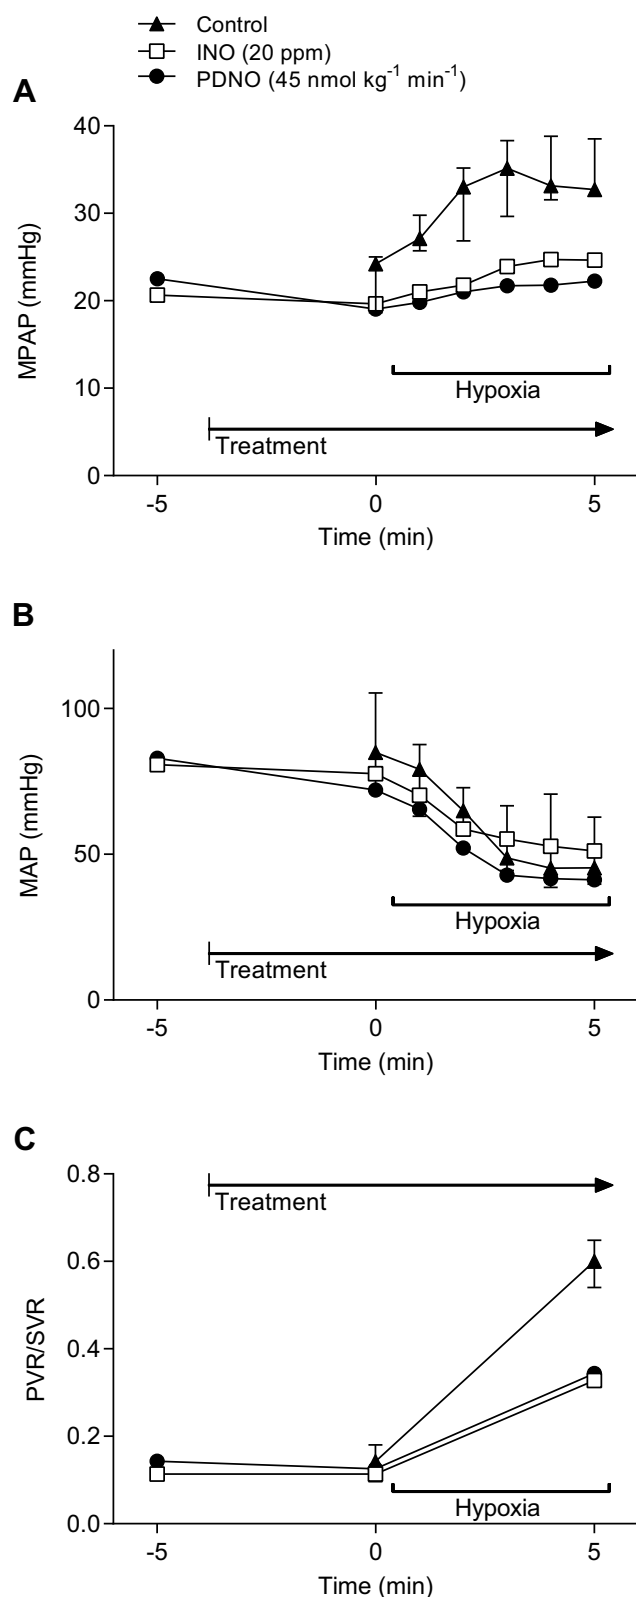 Control
INO (20 ppm)
PDNO (45 nmol kg⁻¹ min⁻¹)
A
40
30
20
10
0
MPAP (mmHg)
Hypoxia
Treatment
-5 0 5
Time (min)
B
100
50
0
MAP (mmHg)
Hypoxia
Treatment
-5 0 5
Time (min)
C
0.8
0.6
0.4
0.2
0.0
PVR/SVR
Treatment
Hypoxia
-5 0 5
Time (min)